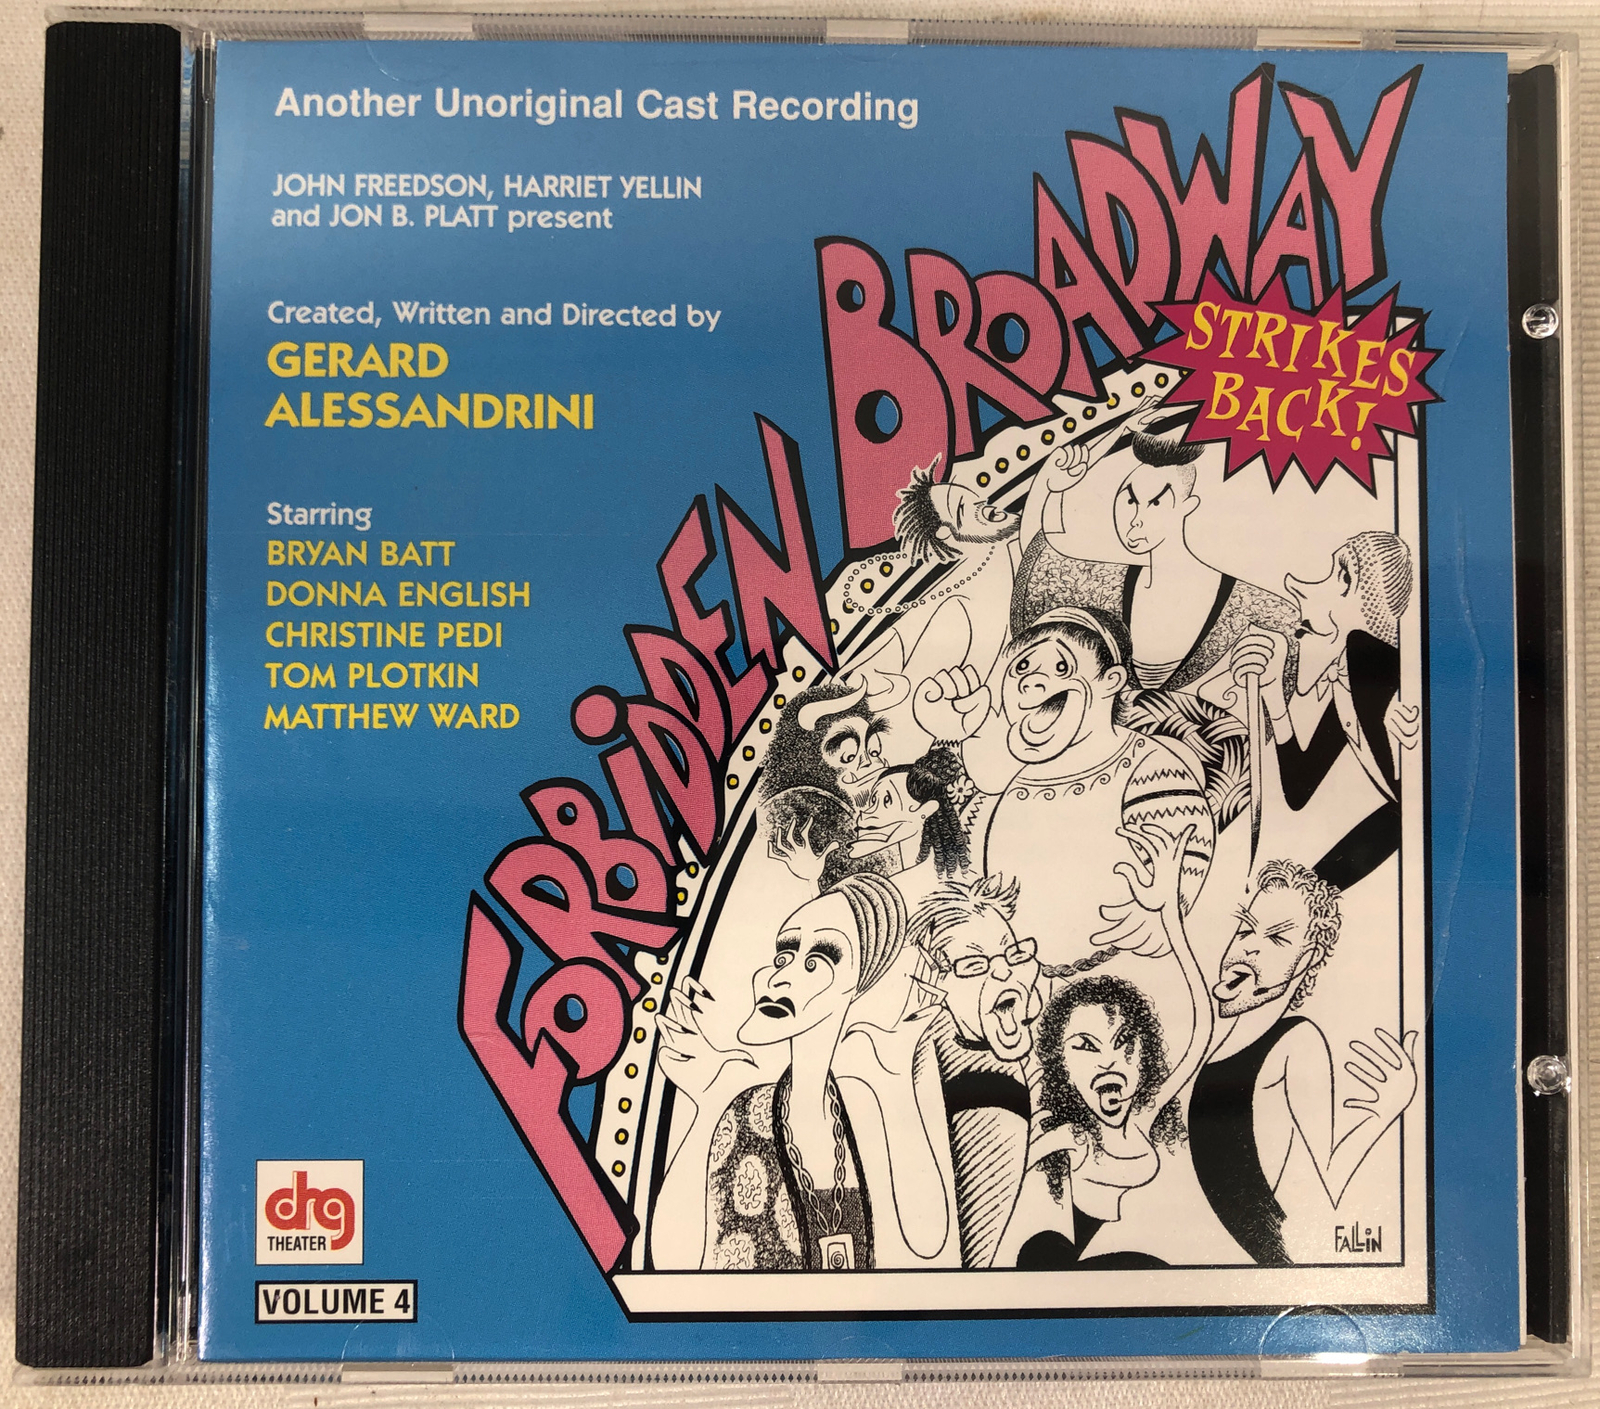 Another Unoriginal Cast Recording
JOHN FREEDSON, HARRIET YELLIN
and JON B. PLATT present
Created, Written and Directed by
GERARD
ALESSANDRINI
Starring
BRYAN BATT
DONNA ENGLISH
CHRISTINE PEDI
TOM PLOTKIN
MATTHEW WARD
FORBiDDEN BROADWAY
STRIKES
BACK!
drg
THEATER
VOLUME 4
FALLiN